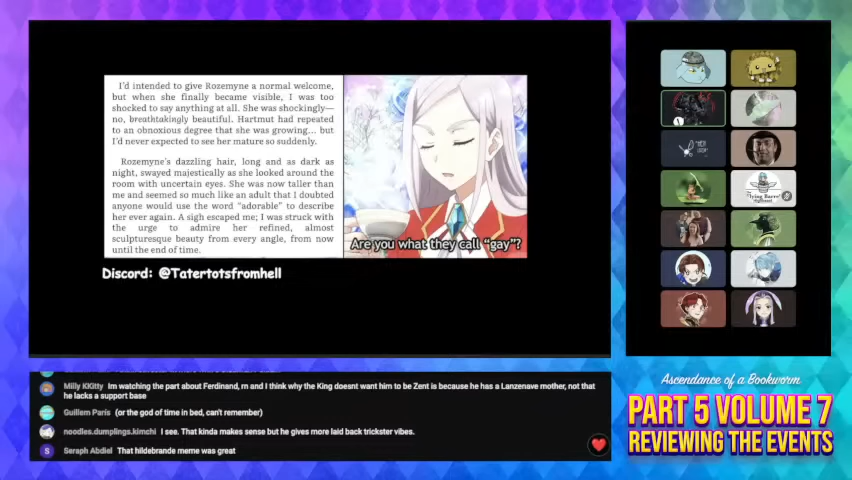 I'd intended to give Rozemyne a normal welcome,
but when she finally became visible, I was too
shocked to say anything at all. She was shockingly—
no, breathtakingly beautiful. Hartmut had repeated
to an obnoxious degree that she was growing... but
I'd never expected to see her mature so suddenly.
Rozemyne's dazzling hair, long and as dark as
night, swayed majestically as she looked around the
room with uncertain eyes. She was now taller than
me and seemed so much like an adult that I doubted
anyone would use the word "adorable" to describe
her ever again. A sigh escaped me; I was struck with
the urge to admire her refined, almost
sculpturesque beauty from every angle, from now
until the end of time.
Are you what they call "gay"?
Discord: @Tatertotsfromhell
Milly KKitty Im watching the part about Ferdinand, rn and I think why the King doesnt want him to be Zent is because he has a Lanzenave mother, not that
he lacks a support base
Guillem Paris (or the god of time in bed, can't remember)
noodles.dumplings.kimchi I see. That kinda makes sense but he gives more laid back trickster vibes.
S Seraph Abdiel That hildebrande meme was great
Ascendance of a Bookworm
PART 5 VOLUME 7
REVIEWING THE EVENTS